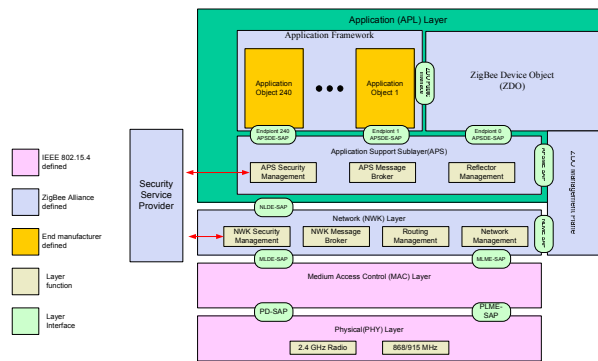 Application (APL) Layer
Application Framework
Application
Object 240
Application
Object 1
ZigBee Device Object
(ZDO)
Endpoint 240
APSDE-SAP
Endpoint 1
APSDE-SAP
Endpoint 0
APSDE-SAP
Application Support Sublayer(APS)
APS Security
Management
APS Message
Broker
Reflector
Management
ZDO Management Plane
IEEE 802.15.4
defined
ZigBee Alliance
defined
End manufacturer
defined
Layer
function
Layer
Interface
Security
Service
Provider
NLDE-SAP
Network (NWK) Layer
NWK Security
Management
NWK Message
Broker
Routing
Management
Network
Management
MLDE-SAP
MLME-SAP
Medium Access Control (MAC) Layer
PD-SAP
PLME-
SAP
Physical(PHY) Layer
2.4 GHz Radio
868/915 MHz